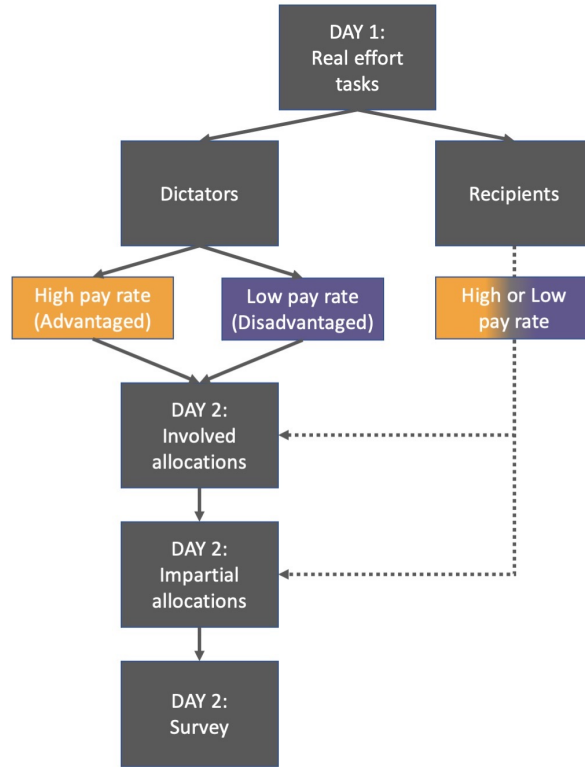 DAY 1:
Real effort
tasks
Dictators
Recipients
High pay rate
(Advantaged)
Low pay rate
(Disadvantaged)
High or Low
pay rate
DAY 2:
Involved
allocations
DAY 2:
Impartial
allocations
DAY 2:
Survey